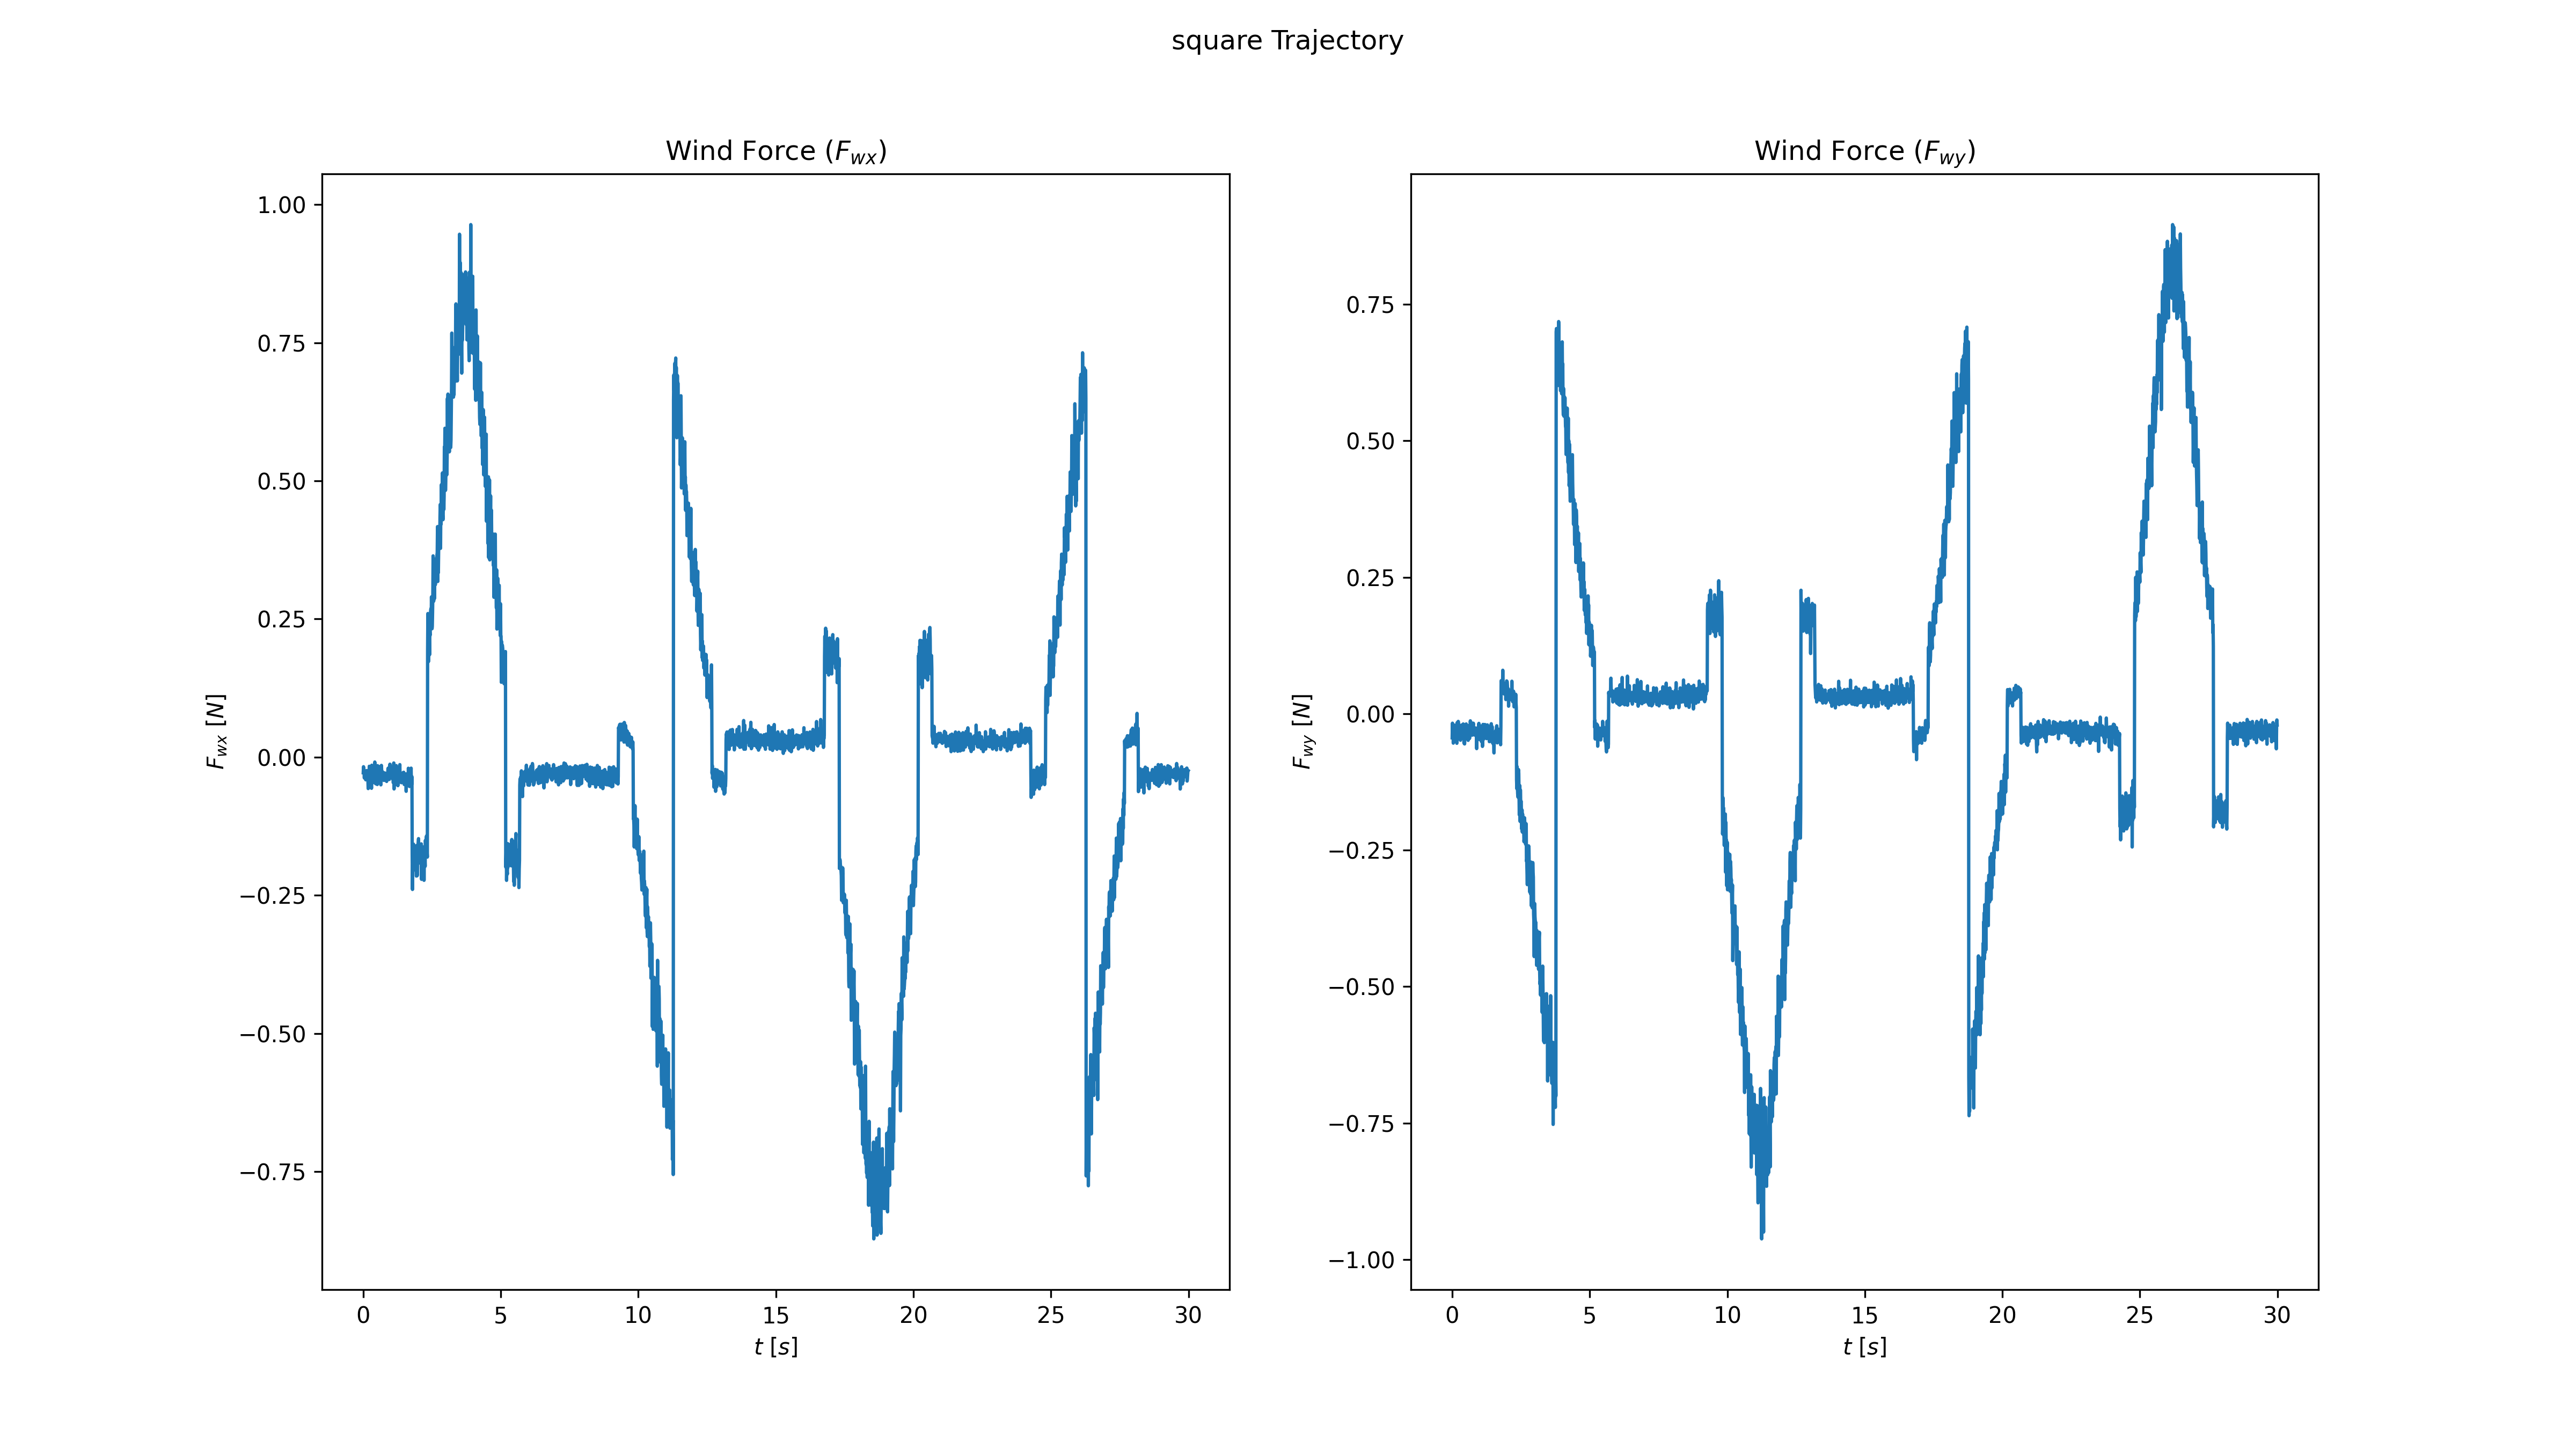 square Trajectory
Wind Force (F_wx)
1.00
0.75
0.50
0.25
0.00
−0.25
−0.50
−0.75
F_wx [N]
0 5 10 15 20 25 30
t [s]
Wind Force (F_wy)
0.75
0.50
0.25
0.00
−0.25
−0.50
−0.75
−1.00
F_wy [N]
0 5 10 15 20 25 30
t [s]